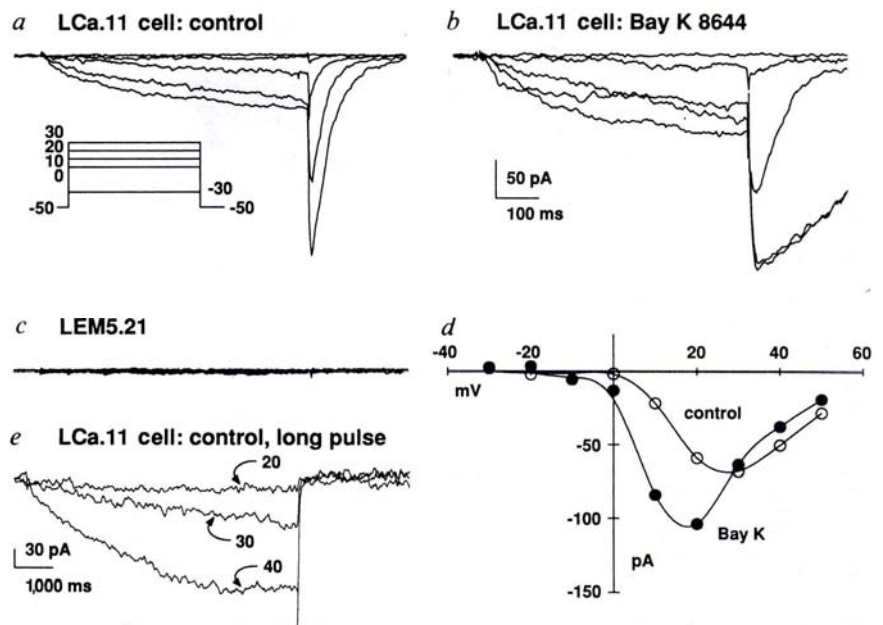 a LCa.11 cell: control
b LCa.11 cell: Bay K 8644
30
20
10
0
-30
-50
-50
50 pA
100 ms
c LEM5.21
d
-40
-20
20
40
60
mV
control
-50
-100
Bay K
pA
-150
e LCa.11 cell: control, long pulse
20
30
40
30 pA
1,000 ms